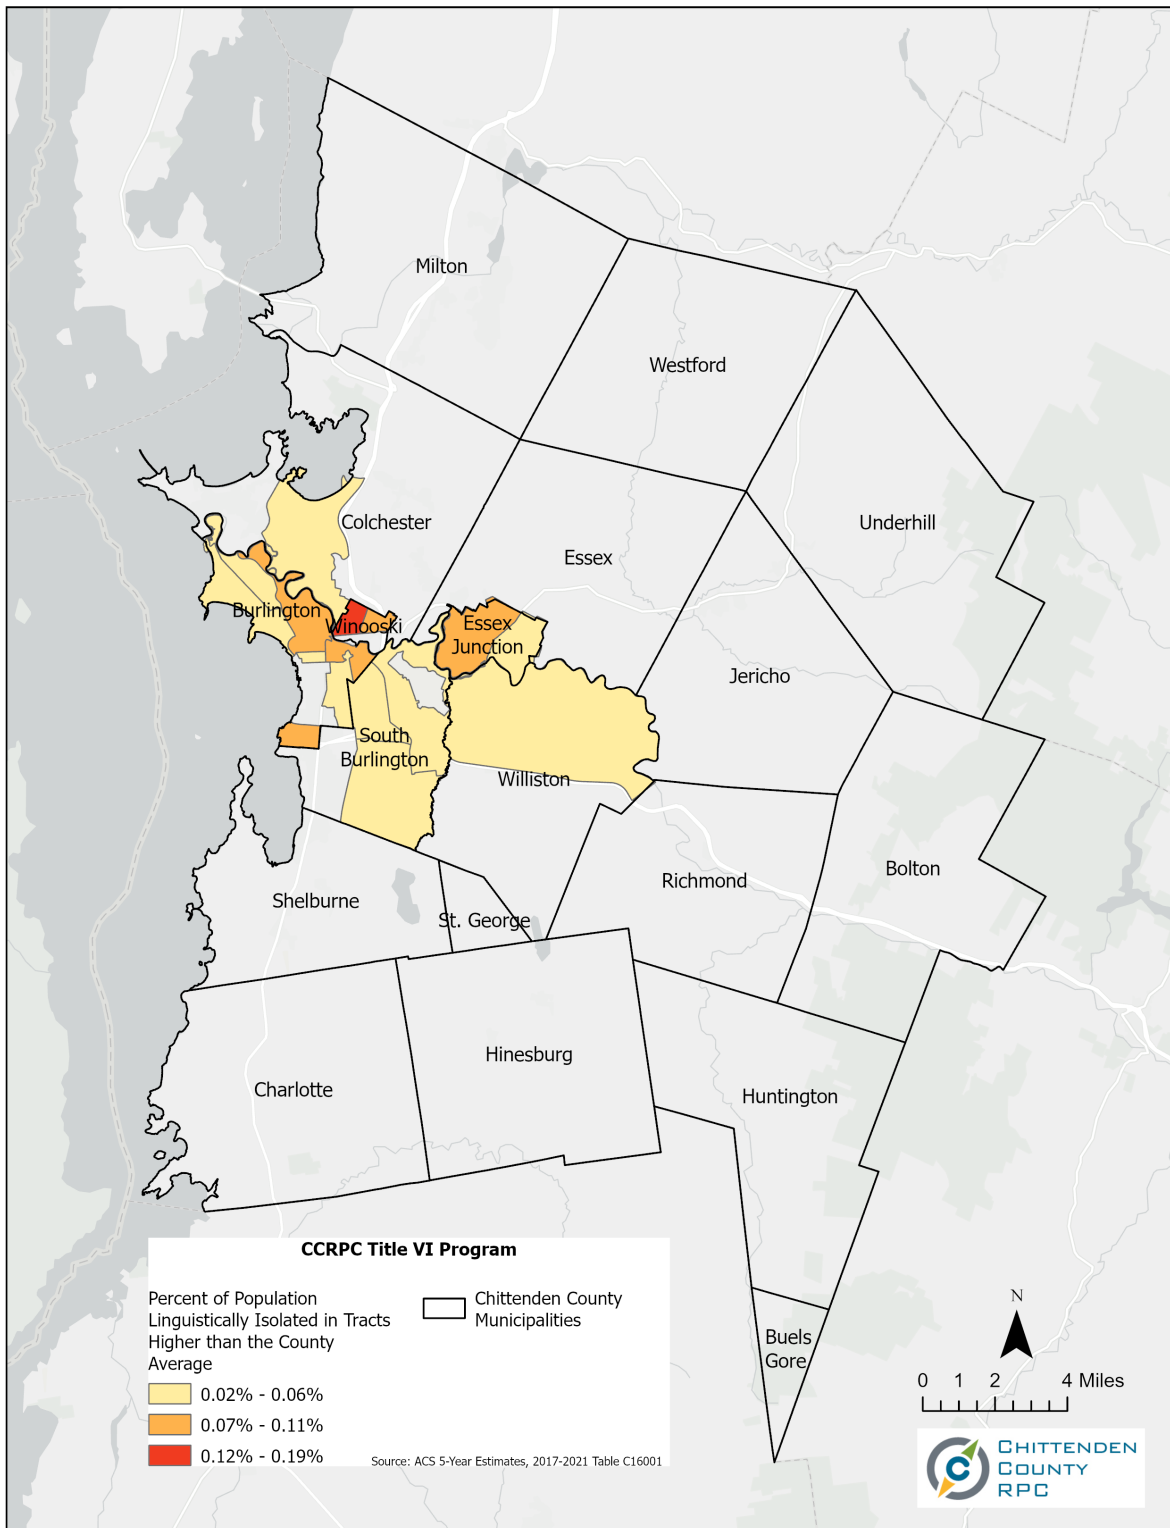 Milton
Westford
Underhill
Colchester
Essex
Burlington
Winooski
Essex
Junction
Jericho
South
Burlington
Williston
Bolton
Richmond
Shelburne
St. George
Hinesburg
Charlotte
Huntington
Buels
Gore
CCRPC Title VI Program
Percent of Population
Linguistically Isolated in Tracts
Higher than the County
Average
Chittenden County
Municipalities
0.02% - 0.06%
0.07% - 0.11%
0.12% - 0.19%
Source: ACS 5-Year Estimates, 2017-2021 Table C16001
N
0 1 2 4 Miles
C
CHITTENDEN
COUNTY
RPC